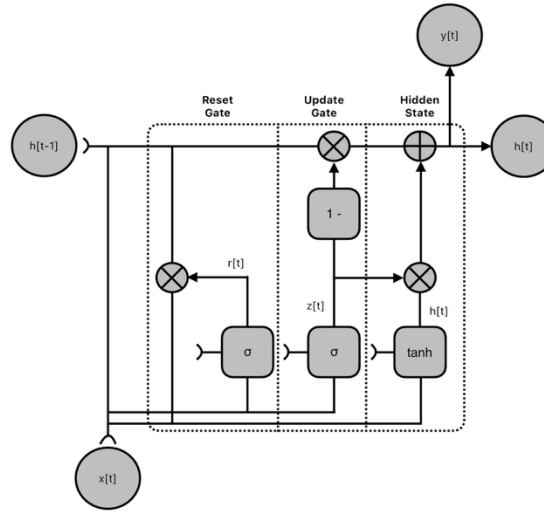 y[t]
Reset
Gate
Update
Gate
Hidden
State
h[t-1]
h[t]
1 -
r[t]
z[t]
h[t]
σ
σ
tanh
x[t]